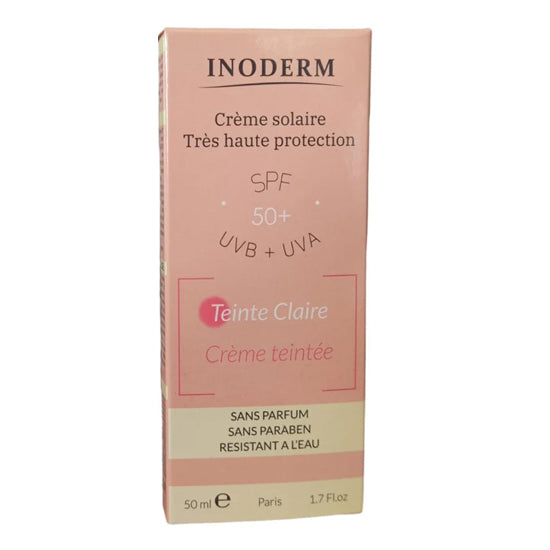 INODERM
Crème solaire
Très haute protection
SPF
50+
UVB + UVA
Teinte Claire
Crème teintée
SANS PARFUM
SANS PARABEN
RESISTANT A L'EAU
50 ml ℮ Paris 1.7 Fl.oz